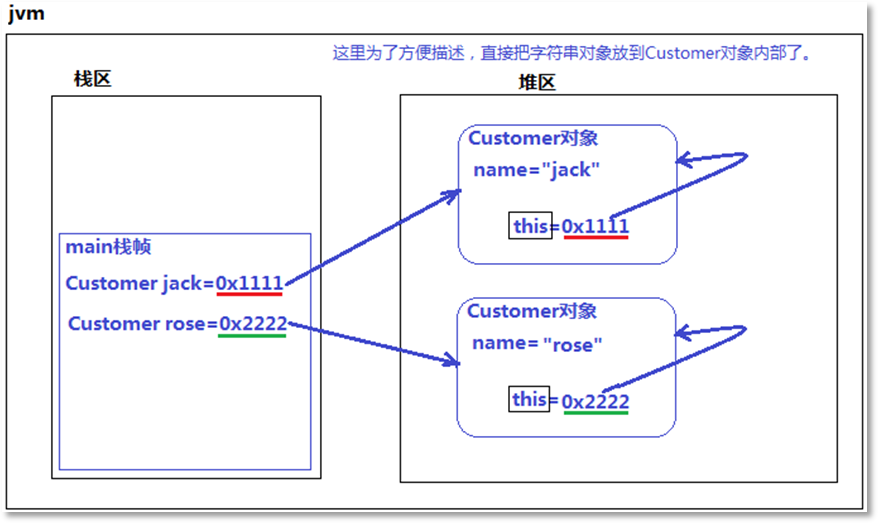 jvm
这里为了方便描述，直接把字符串对象放到Customer对象内部了。
栈区
堆区
main栈帧
Customer jack=0x1111
Customer rose=0x2222
Customer对象
name="jack"
this=0x1111
Customer对象
name= "rose"
this=0x2222